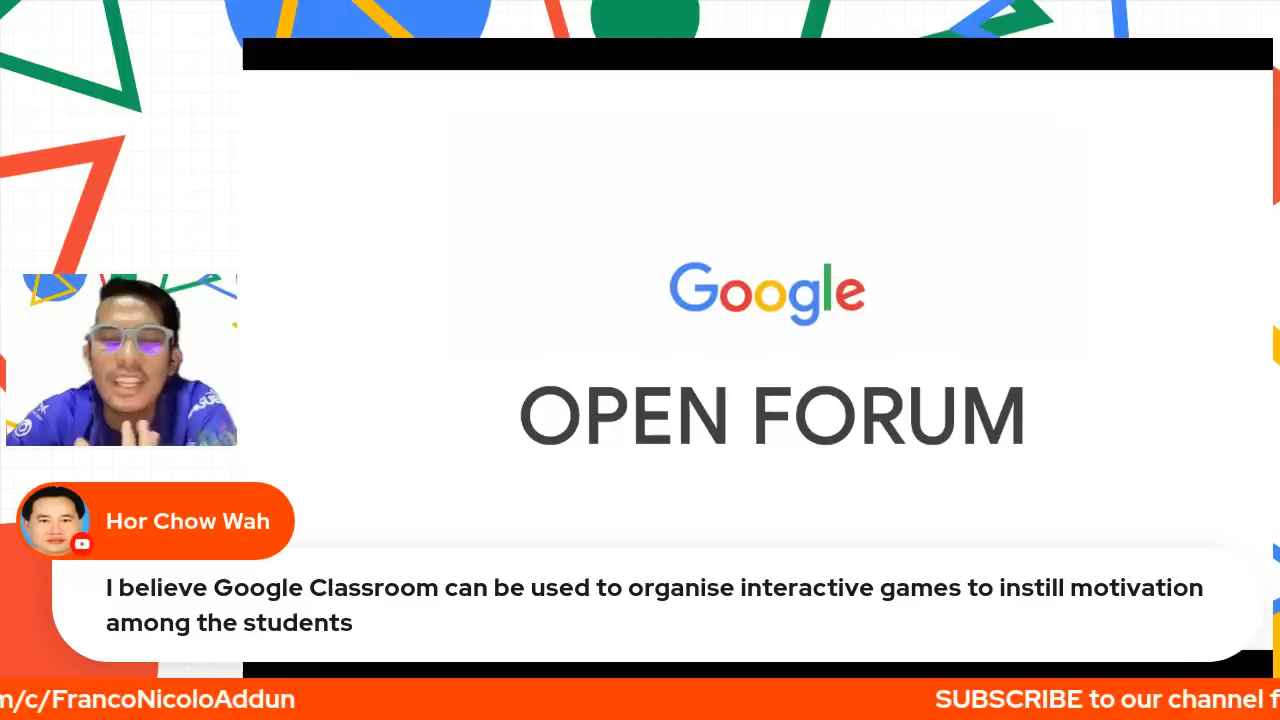 Google
OPEN FORUM
Hor Chow Wah
I believe Google Classroom can be used to organise interactive games to instill motivation
among the students
m/c/FrancoNicoloAddun
SUBSCRIBE to our channel f